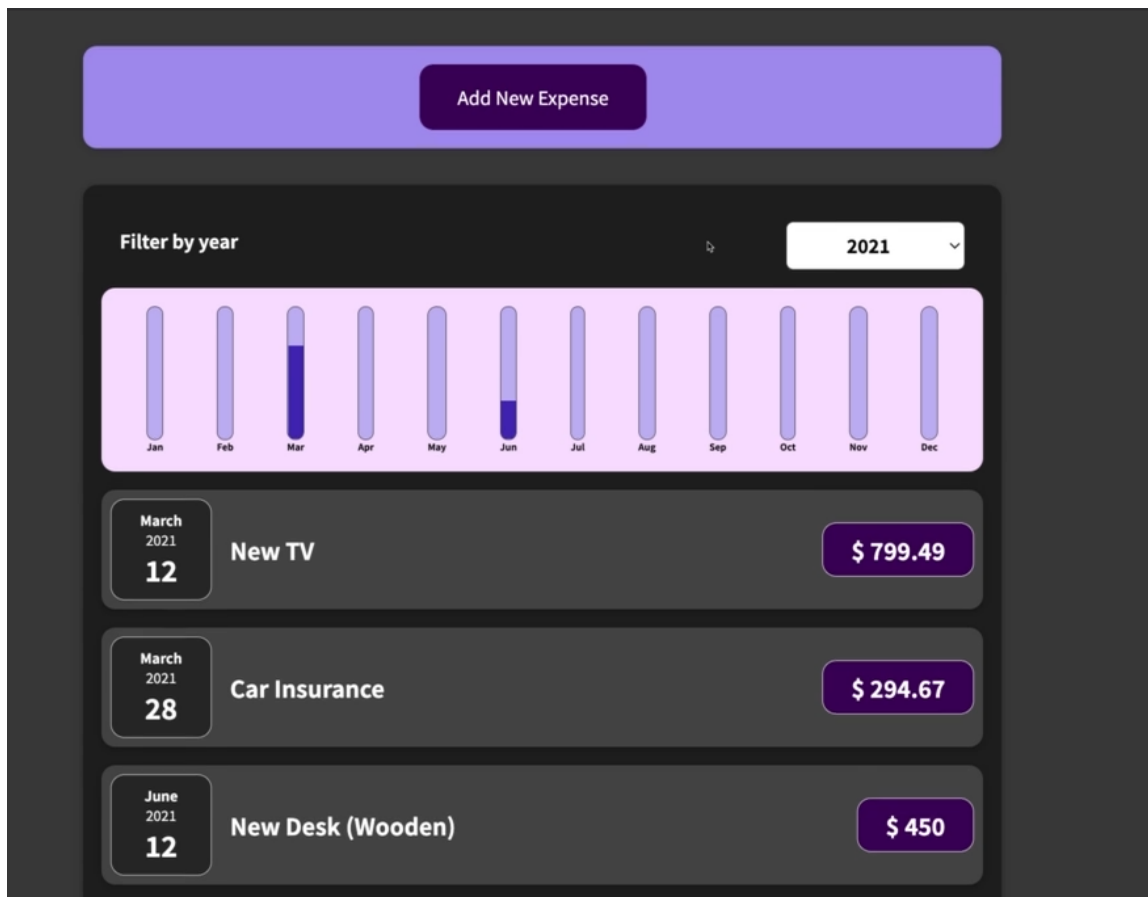 Add New Expense
Filter by year
2021
Jan Feb Mar Apr May Jun Jul Aug Sep Oct Nov Dec
March
2021
12
New TV
$ 799.49
March
2021
28
Car Insurance
$ 294.67
June
2021
12
New Desk (Wooden)
$ 450